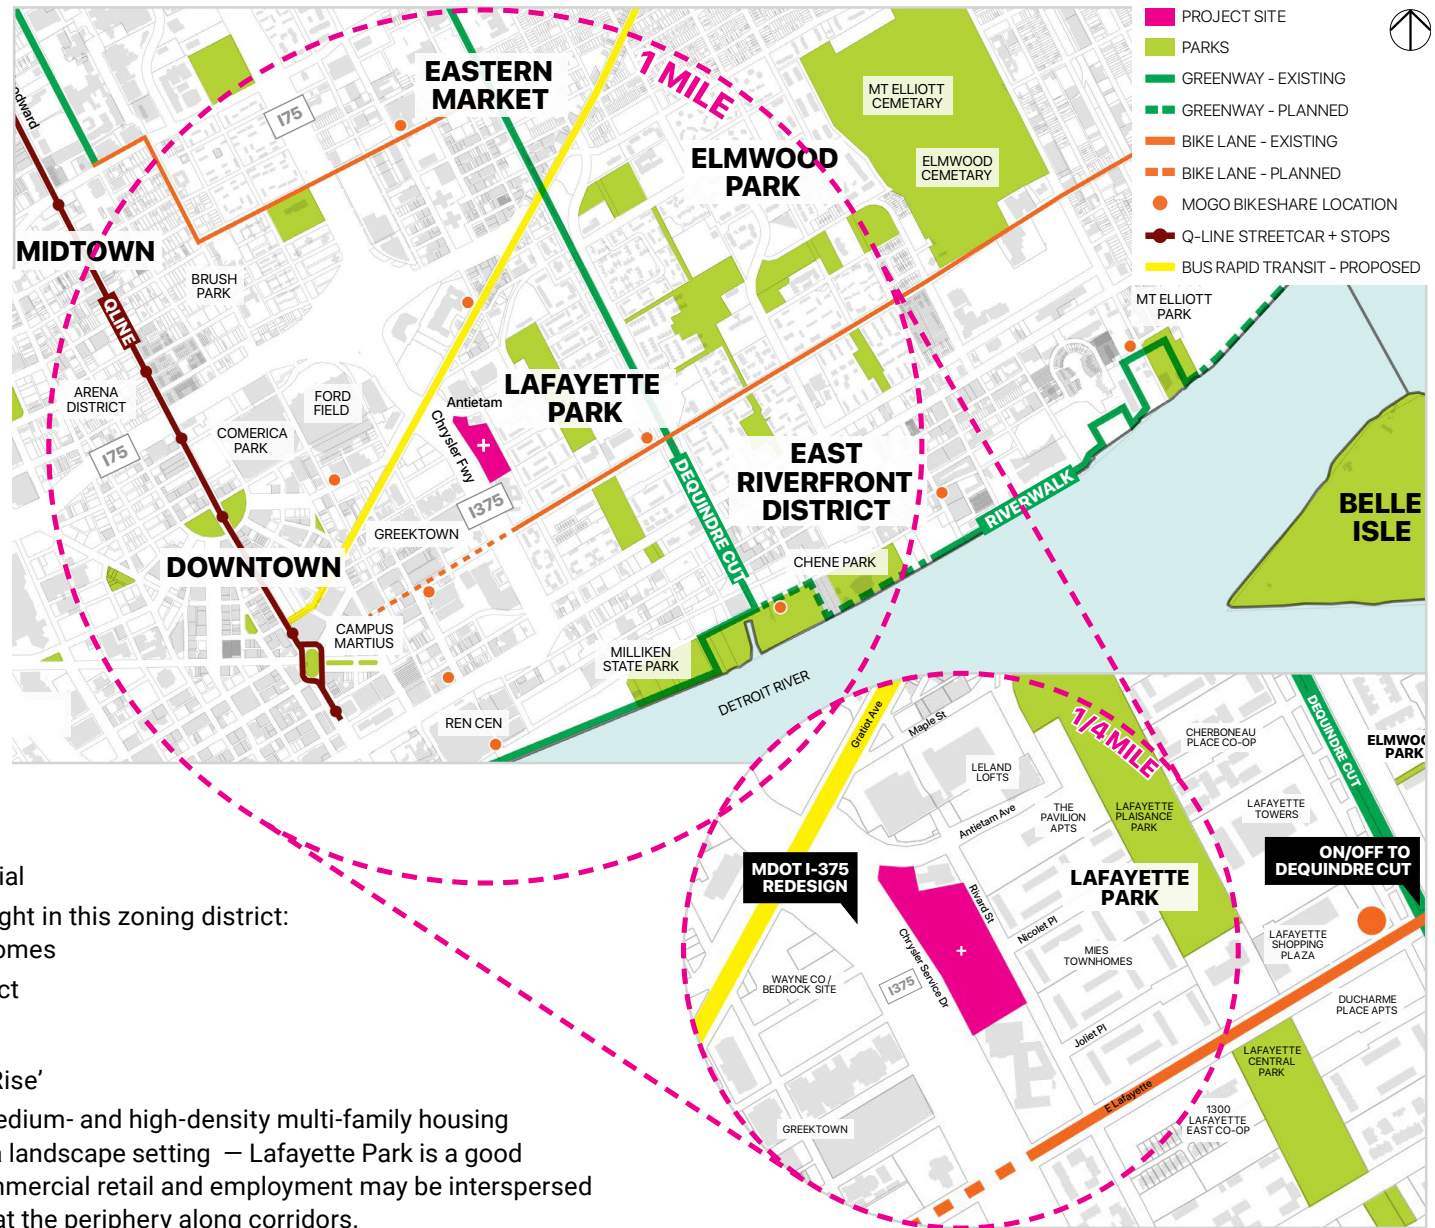 PROJECT SITE
PARKS
GREENWAY - EXISTING
GREENWAY - PLANNED
BIKE LANE - EXISTING
BIKE LANE - PLANNED
MOGO BIKESHARE LOCATION
Q-LINE STREETCAR + STOPS
BUS RAPID TRANSIT - PROPOSED
EASTERN
MARKET
1 MILE
I75
MT ELLIOTT
CEMETARY
ELMWOOD
CEMETARY
ELMWOOD
PARK
MIDTOWN
BRUSH
PARK
QLINE
MT ELLIOTT
PARK
ARENA
DISTRICT
FORD
FIELD
COMERICA
PARK
I75
Antietam
LAFAYETTE
PARK
Chrysler Fwy
I375
EAST
RIVERFRONT
DISTRICT
DEQUINDRE CUT
RIVERWALK
BELLE
ISLE
GREEKTOWN
DOWNTOWN
CHENE PARK
CAMPUS
MARTIUS
MILLIKEN
STATE PARK
DETROIT RIVER
REN CEN
Gratiot Ave
Maple St
1/4 MILE
CHERBONEAU
PLACE CO-OP
DEQUINDRE CUT
PARK
LELAND
LOFTS
Antietam Ave
THE
PAVILION
APTS
LAFAYETTE
PLAISANCE
PARK
LAFAYETTE
TOWERS
MDOT I-375
REDESIGN
ON/OFF TO
DEQUINDRE CUT
LAFAYETTE
PARK
Rivard St
Nicolet Pl
Chrysler Service Dr
MIES
TOWNHOMES
LAFAYETTE
SHOPPING
PLAZA
WAYNE CO /
BEDROCK SITE
I375
DUCHARME
PLACE APTS
Joliet Pl
LAFAYETTE
CENTRAL
PARK
E Lafayette
1300
LAFAYETTE
EAST CO-OP
GREEKTOWN
ial
ght in this zoning district:
omes
ct
Rise’
edium- and high-density multi-family housing
a landscape setting — Lafayette Park is a good
mmercial retail and employment may be interspersed
at the periphery along corridors.